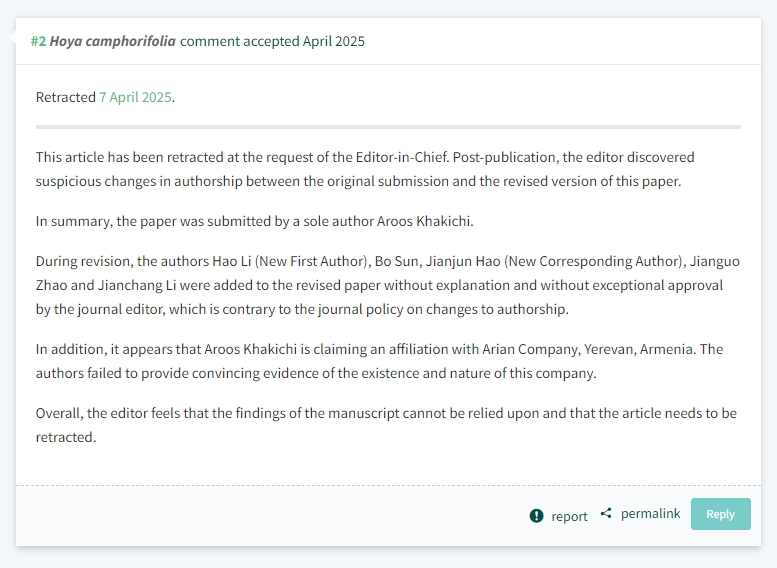 #2 Hoya camphorifolia comment accepted April 2025
Retracted 7 April 2025.
This article has been retracted at the request of the Editor-in-Chief. Post-publication, the editor discovered
suspicious changes in authorship between the original submission and the revised version of this paper.
In summary, the paper was submitted by a sole author Aroos Khakichi.
During revision, the authors Hao Li (New First Author), Bo Sun, Jianjun Hao (New Corresponding Author), Jianguo
Zhao and Jianchang Li were added to the revised paper without explanation and without exceptional approval
by the journal editor, which is contrary to the journal policy on changes to authorship.
In addition, it appears that Aroos Khakichi is claiming an affiliation with Arian Company, Yerevan, Armenia. The
authors failed to provide convincing evidence of the existence and nature of this company.
Overall, the editor feels that the findings of the manuscript cannot be relied upon and that the article needs to be
retracted.
report permalink Reply